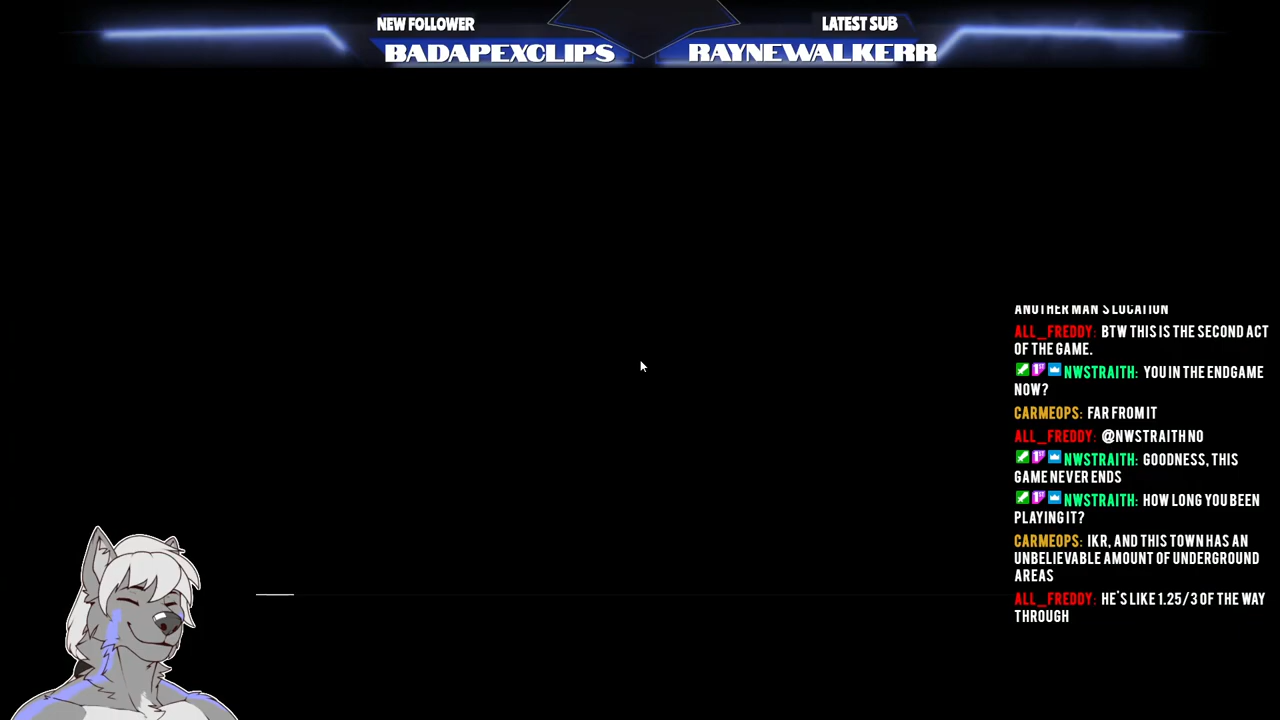 NEW FOLLOWER
BADAPEXCLIPS
LATEST SUB
RAYNEWALKERR
ANOTHER MAN'S LOCATION
ALL_FREDDY: BTW THIS IS THE SECOND ACT
OF THE GAME.
NWSTRAITH: YOU IN THE ENDGAME
NOW?
CARMEOPS: FAR FROM IT
ALL_FREDDY: @NWSTRAITH NO
NWSTRAITH: GOODNESS, THIS
GAME NEVER ENDS
NWSTRAITH: HOW LONG YOU BEEN
PLAYING IT?
CARMEOPS: IKR, AND THIS TOWN HAS AN
UNBELIEVABLE AMOUNT OF UNDERGROUND
AREAS
ALL_FREDDY: HE'S LIKE 1.25/3 OF THE WAY
THROUGH